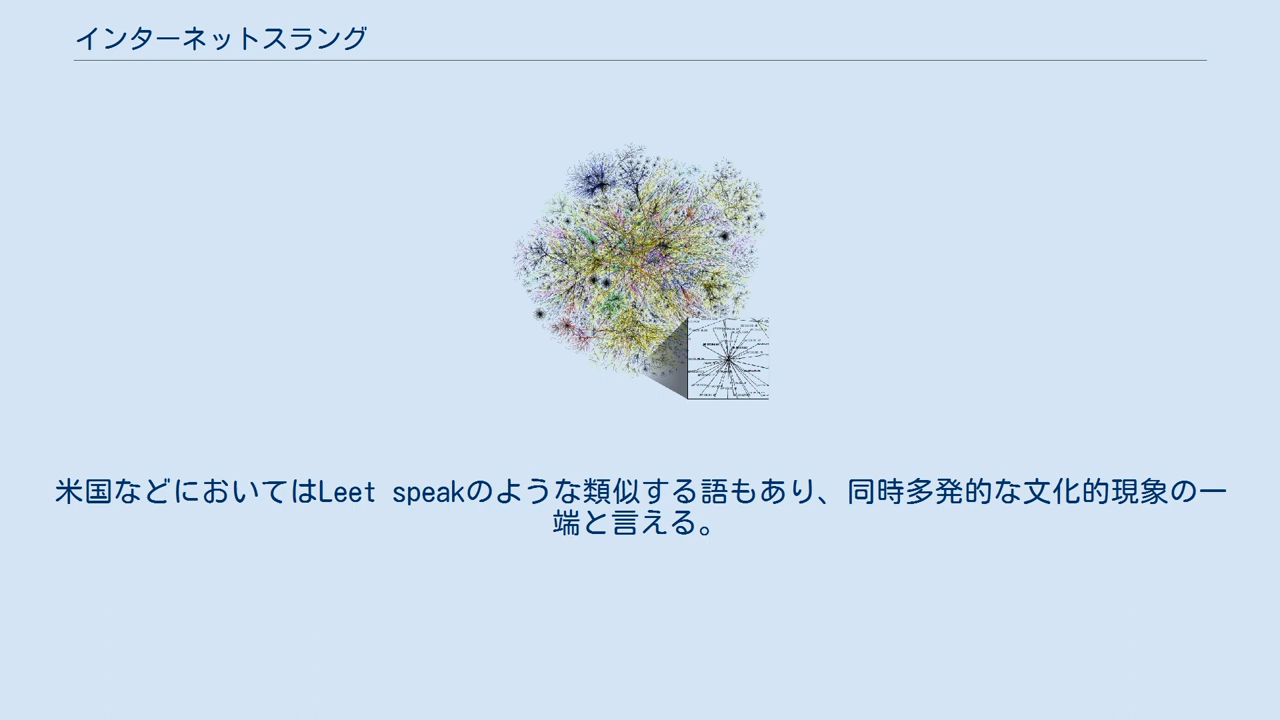 インターネットスラング
米国などにおいてはLeet speakのような類似する語もあり、同時多発的な文化的現象の一
端と言える。